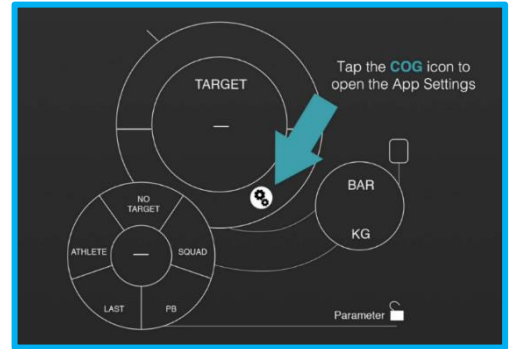 Tap the COG icon to
open the App Settings
TARGET
—
BAR
KG
NO
TARGET
ATHLETE
—
SQUAD
LAST
PB
Parameter